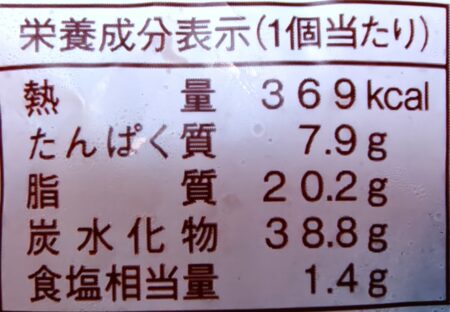 栄養成分表示(1個当たり)
熱量 369kcal
たんぱく質 7.9g
脂質 20.2g
炭水化物 38.8g
食塩相当量 1.4g